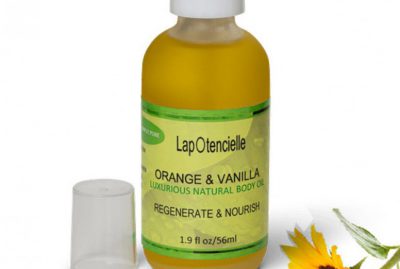 LapOtencielle
ORANGE & VANILLA
LUXURIOUS NATURAL BODY OIL
REGENERATE & NOURISH
1.9 fl oz/56ml